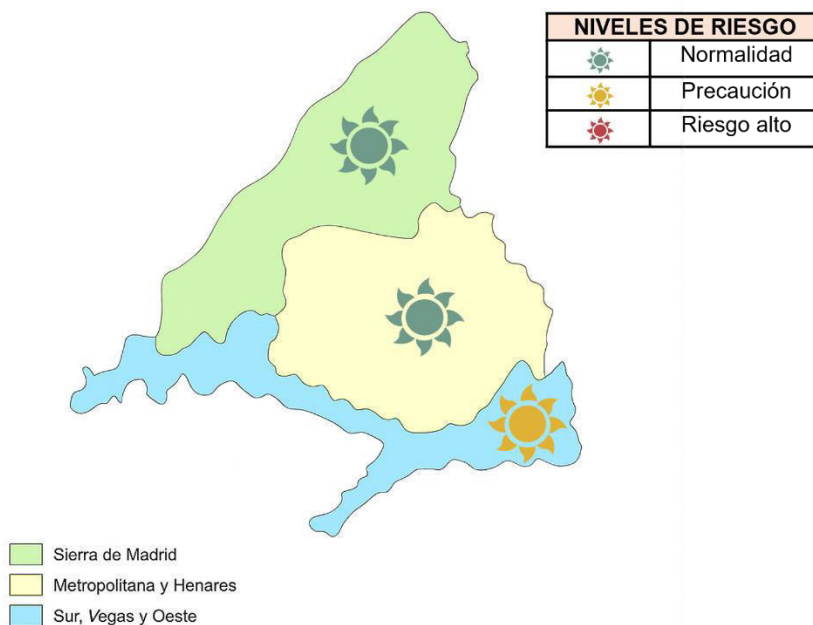 NIVELES DE RIESGO
Normalidad
Precaución
Riesgo alto
Sierra de Madrid
Metropolitana y Henares
Sur, Vegas y Oeste